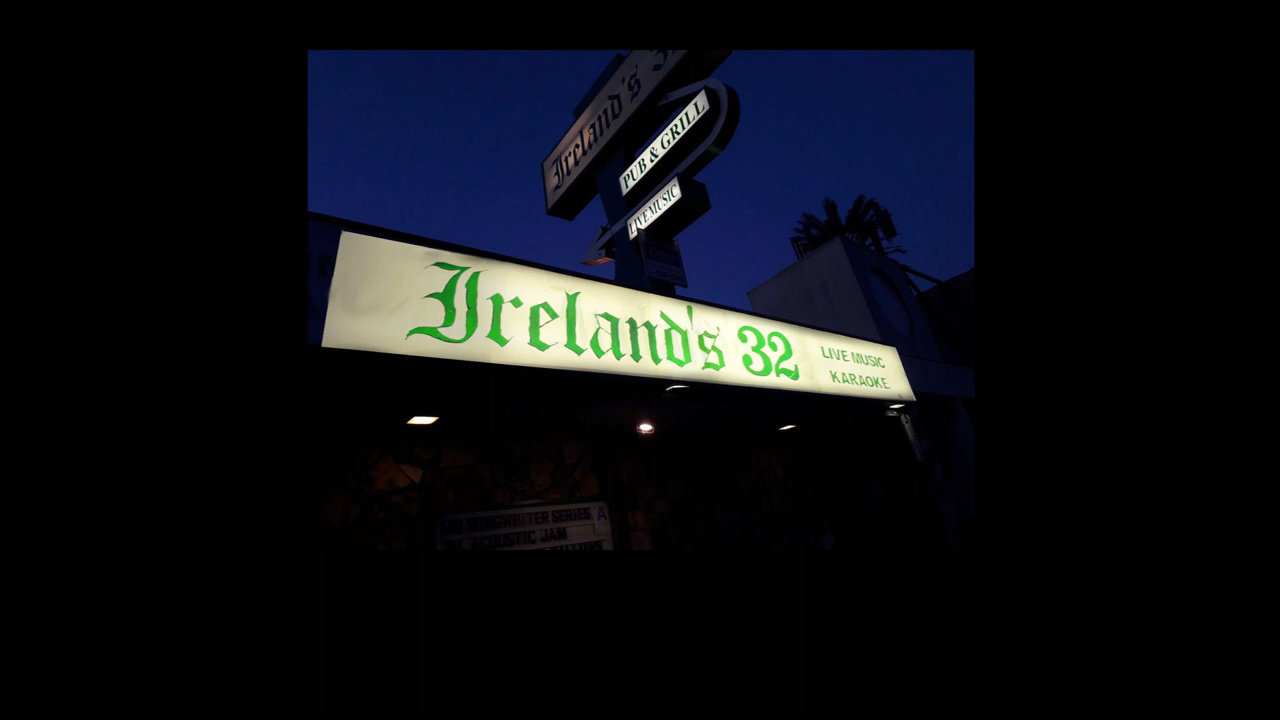 Ireland's
PUB & GRILL
LIVE MUSIC
Ireland's 32
LIVE MUSIC
KARAOKE
SONGWRITER SERIES
A
ACOUSTIC JAM